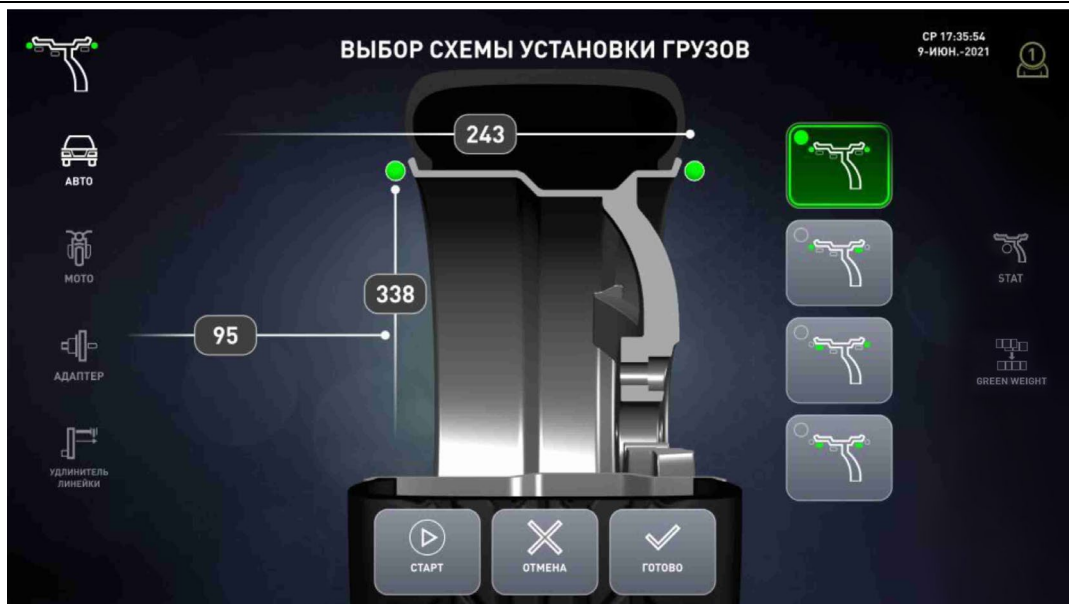 ВЫБОР СХЕМЫ УСТАНОВКИ ГРУЗОВ
СР 17:35:54
9-ИЮН.-2021
1
АВТО
МОТО
АДАПТЕР
УДЛИНИТЕЛЬ
ЛИНЕЙКИ
243
338
95
STAT
GREEN WEIGHT
СТАРТ
ОТМЕНА
ГОТОВО